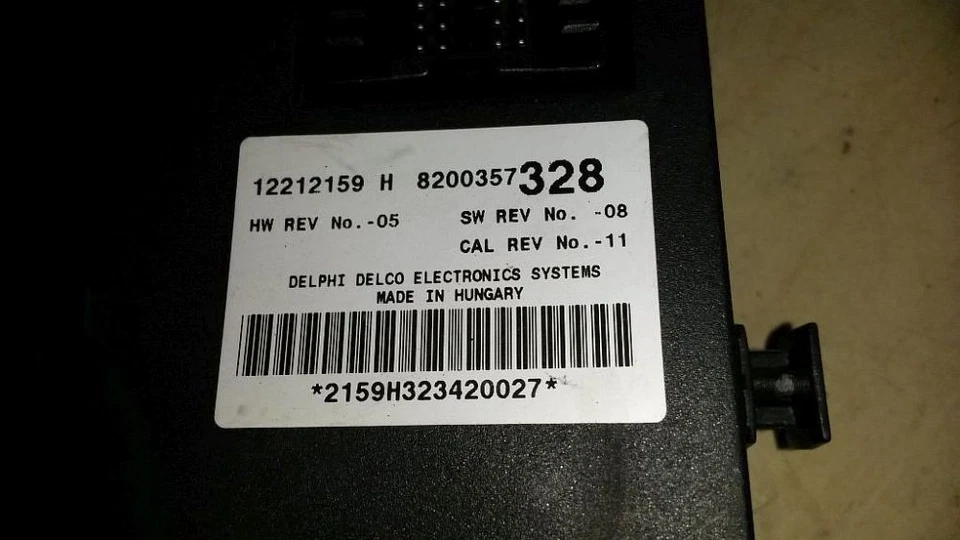 12212159 H 8200357328
HW REV No.-05 SW REV No. -08
CAL REV No.-11
DELPHI DELCO ELECTRONICS SYSTEMS
MADE IN HUNGARY
*2159H323420027*